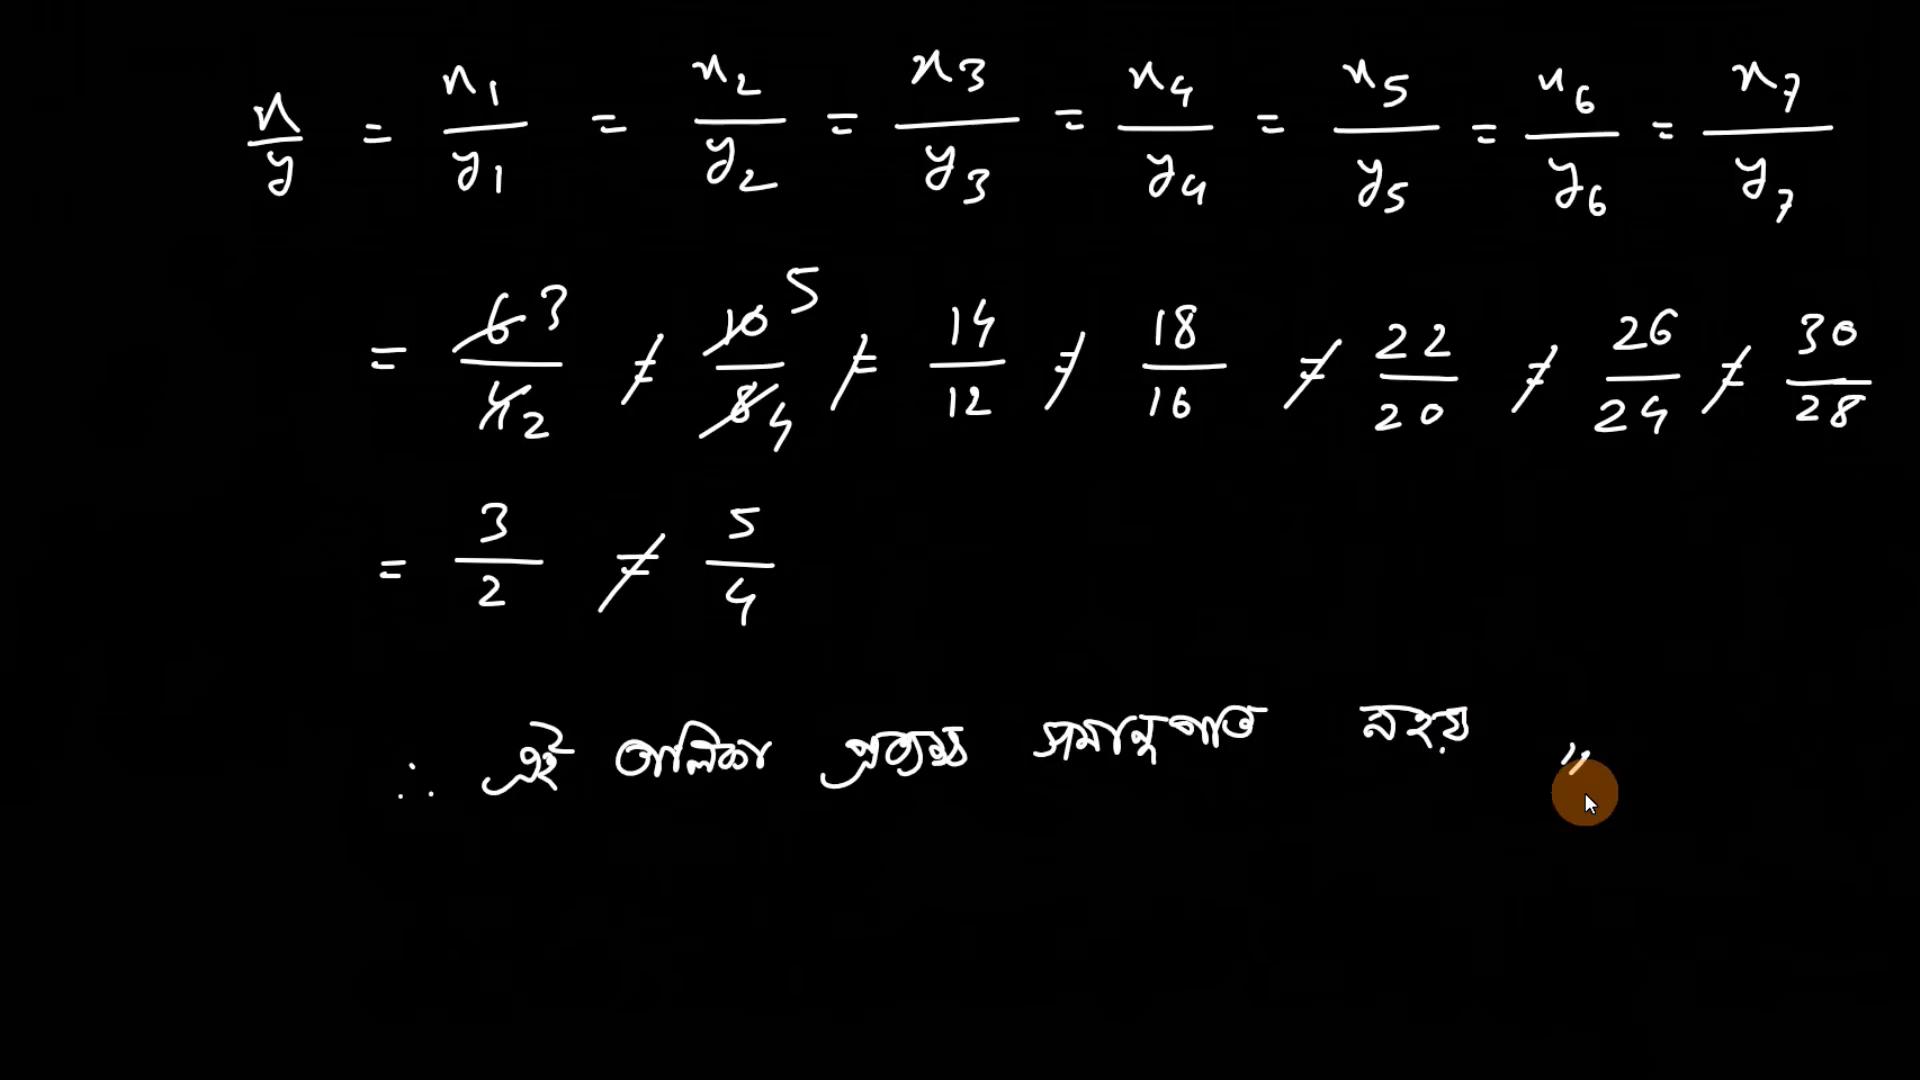 x/y = x₁/y₁ = x₂/y₂ = x₃/y₃ = x₄/y₄ = x₅/y₅ = x₆/y₆ = x₇/y₇
= 6 3/4 2 ≠ 10 5/8 4 ≠ 14/12 ≠ 18/16 ≠ 22/20 ≠ 26/24 ≠ 30/28
= 3/2 ≠ 5/4
∴ এই তালিকা প্ৰত্যক্ষ সমানুপাতি নহয় "